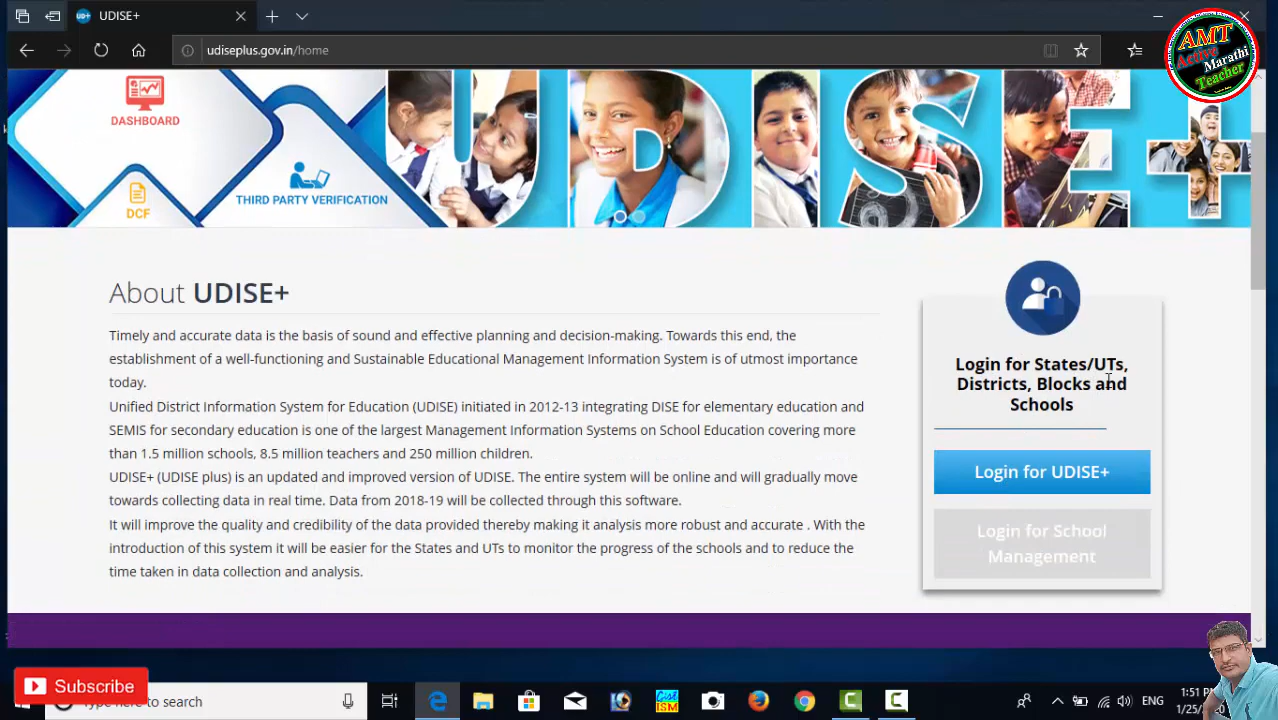 UDISE+
udiseplus.gov.in/home
AMT
Active
Marathi
Teacher
DASHBOARD
THIRD PARTY VERIFICATION
DCF
UDISE+
About UDISE+
Timely and accurate data is the basis of sound and effective planning and decision-making. Towards this end, the
establishment of a well-functioning and Sustainable Educational Management Information System is of utmost importance
today.
Unified District Information System for Education (UDISE) initiated in 2012-13 integrating DISE for elementary education and
SEMIS for secondary education is one of the largest Management Information Systems on School Education covering more
than 1.5 million schools, 8.5 million teachers and 250 million children.
UDISE+ (UDISE plus) is an updated and improved version of UDISE. The entire system will be online and will gradually move
towards collecting data in real time. Data from 2018-19 will be collected through this software.
It will improve the quality and credibility of the data provided thereby making it analysis more robust and accurate . With the
introduction of this system it will be easier for the States and UTs to monitor the progress of the schools and to reduce the
time taken in data collection and analysis.
Login for States/UTs,
Districts, Blocks and
Schools
Login for UDISE+
Login for School
Management
Subscribe
Type here to search
ISM
ENG
1:51
1/25/20